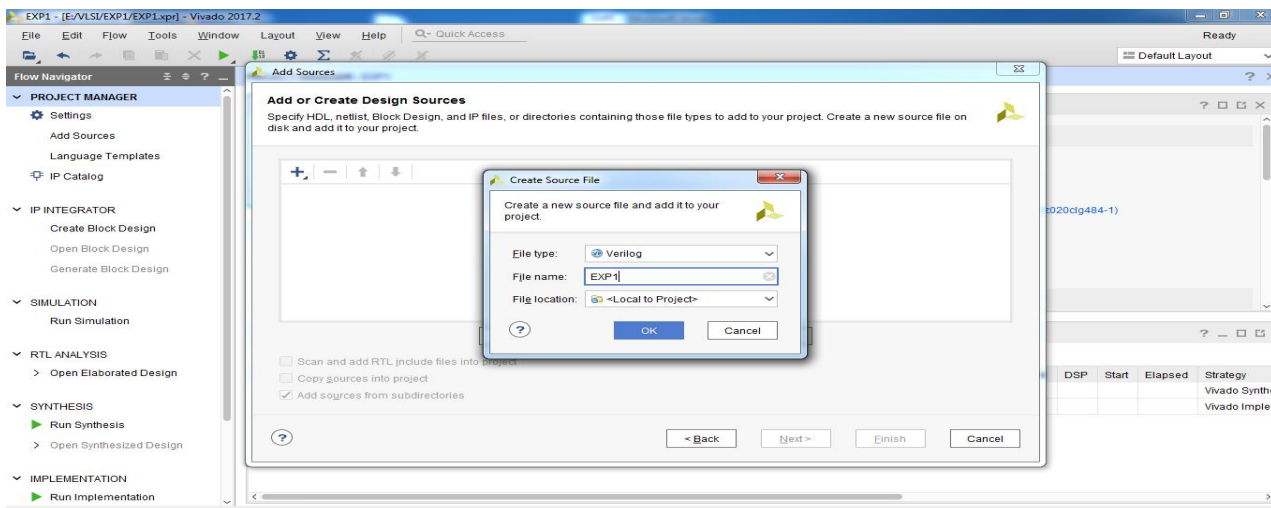 EXP1 - [E:/VLSI/EXP1/EXP1.xpr] - Vivado 2017.2
File Edit Flow Tools Window Layout View Help Quick Access Ready
Default Layout
Flow Navigator
PROJECT MANAGER
Settings
Add Sources
Language Templates
IP Catalog
IP INTEGRATOR
Create Block Design
Open Block Design
Generate Block Design
SIMULATION
Run Simulation
RTL ANALYSIS
Open Elaborated Design
SYNTHESIS
Run Synthesis
Open Synthesized Design
IMPLEMENTATION
Run Implementation
Add Sources
Add or Create Design Sources
Specify HDL, netlist, Block Design, and IP files, or directories containing those file types to add to your project. Create a new source file on
disk and add it to your project.
Create Source File
Create a new source file and add it to your
project.
File type: Verilog
File name: EXP1
File location: <Local to Project>
? OK Cancel
Scan and add RTL include files into project
Copy sources into project
Add sources from subdirectories
? < Back Next > Finish Cancel
z020clg484-1)
DSP Start Elapsed Strategy
Vivado Synth
Vivado Imple